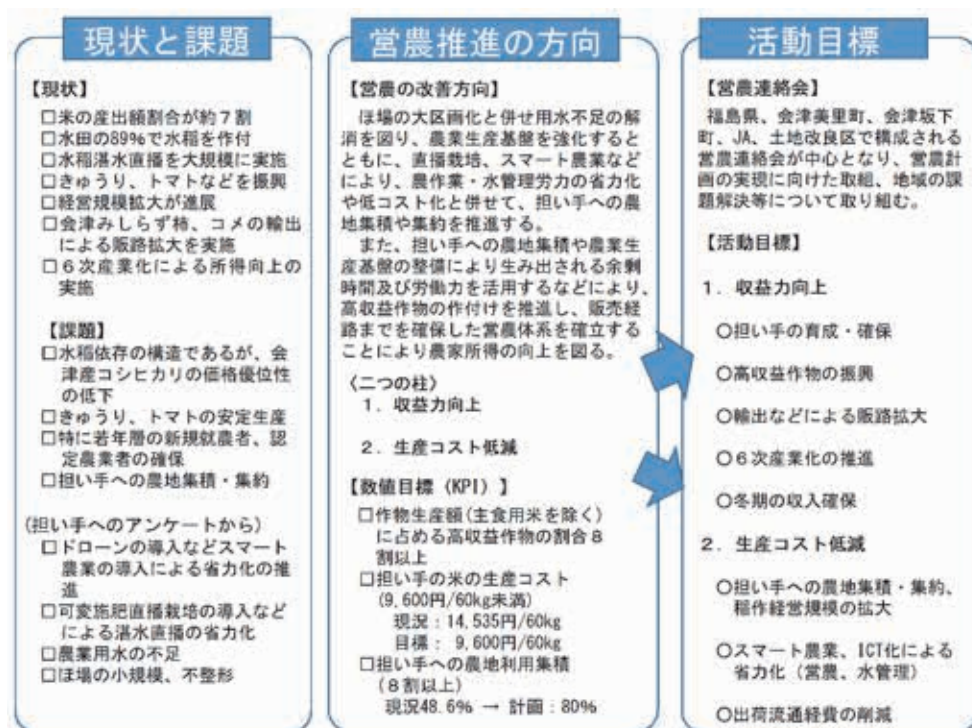 現状と課題
【現状】
□米の産出額割合が約７割
□水田の89%で水稲を作付
□水稲湛水直播を大規模に実施
□きゅうり、トマトなどを振興
□経営規模拡大が進展
□会津みしらず柿、コメの輸出
による販路拡大を実施
□６次産業化による所得向上の
実施
【課題】
□水稲依存の構造であるが、会
津産コシヒカリの価格優位性
の低下
□きゅうり、トマトの安定生産
□特に若年層の新規就農者、認
定農業者の確保
□担い手への農地集積・集約
(担い手へのアンケートから)
□ドローンの導入などスマート
農業の導入による省力化の推
進
□可変施肥直播栽培の導入など
による湛水直播の省力化
□農業用水の不足
□ほ場の小規模、不整形
営農推進の方向
【営農の改善方向】
ほ場の大区画化と併せ用水不足の解
消を図り、農業生産基盤を強化すると
ともに、直播栽培、スマート農業など
により、農作業・水管理労力の省力化
や低コスト化と併せて、担い手への農
地集積や集約を推進する。
また、担い手への農地集積や農業生
産基盤の整備により生み出される余剰
時間及び労働力を活用するなどにより、
高収益作物の作付けを推進し、販売経
路までを確保した営農体系を確立する
ことにより農家所得の向上を図る。
〈二つの柱〉
１．収益力向上
２．生産コスト低減
【数値目標（KPI）】
□作物生産額(主食用米を除く)
に占める高収益作物の割合８
割以上
□担い手の米の生産コスト
(9,600円/60kg未満)
現況：14,535円/60kg
目標： 9,600円/60kg
□担い手への農地利用集積
（８割以上）
現況48.6% → 計画：80%
活動目標
【営農連絡会】
福島県、会津美里町、会津坂下
町、JA、土地改良区で構成される
営農連絡会が中心となり、営農計
画の実現に向けた取組、地域の課
題解決等について取り組む。
【活動目標】
１．収益力向上
○担い手の育成・確保
○高収益作物の振興
○輸出などによる販路拡大
○６次産業化の推進
○冬期の収入確保
２．生産コスト低減
○担い手への農地集積・集約、
稲作経営規模の拡大
○スマート農業、ICT化による
省力化（営農、水管理）
○出荷流通経費の削減